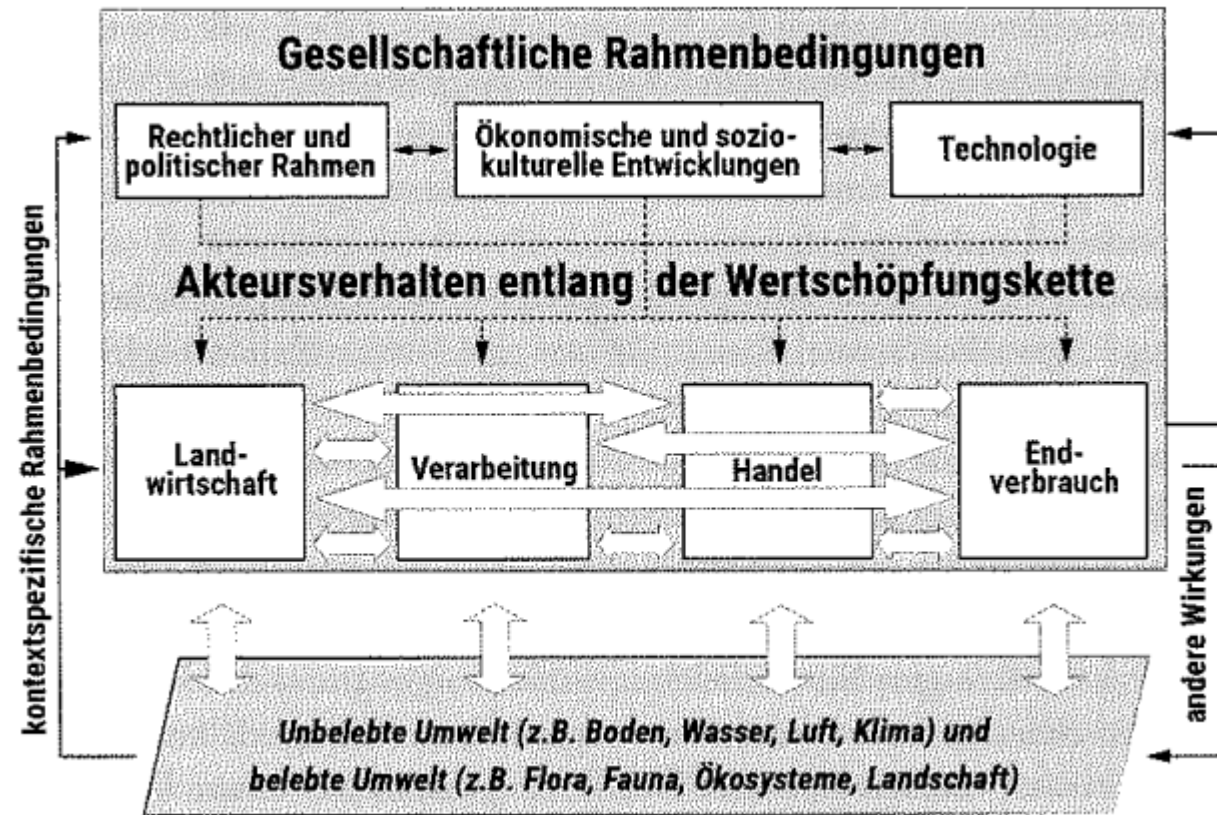 Gesellschaftliche Rahmenbedingungen
Rechtlicher und
politischer Rahmen
Ökonomische und sozio-
kulturelle Entwicklungen
Technologie
Akteursverhalten entlang der Wertschöpfungskette
Land-
wirtschaft
Verarbeitung
Handel
End-
verbrauch
kontextspezifische Rahmenbedingungen
andere Wirkungen
Unbelebte Umwelt (z.B. Boden, Wasser, Luft, Klima) und
belebte Umwelt (z.B. Flora, Fauna, Ökosysteme, Landschaft)